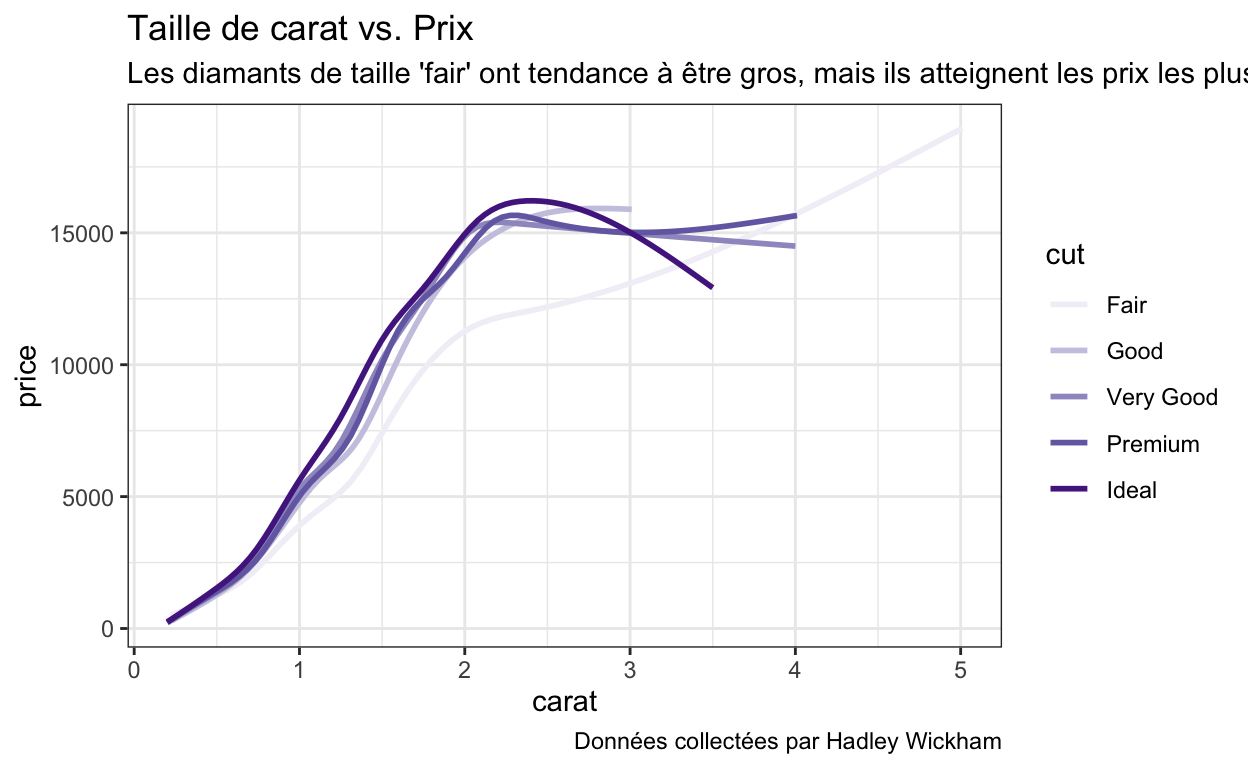 Taille de carat vs. Prix
Les diamants de taille 'fair' ont tendance à être gros, mais ils atteignent les prix les plus
15000
10000
5000
0
price
0 1 2 3 4 5
carat
cut
Fair
Good
Very Good
Premium
Ideal
Données collectées par Hadley Wickham